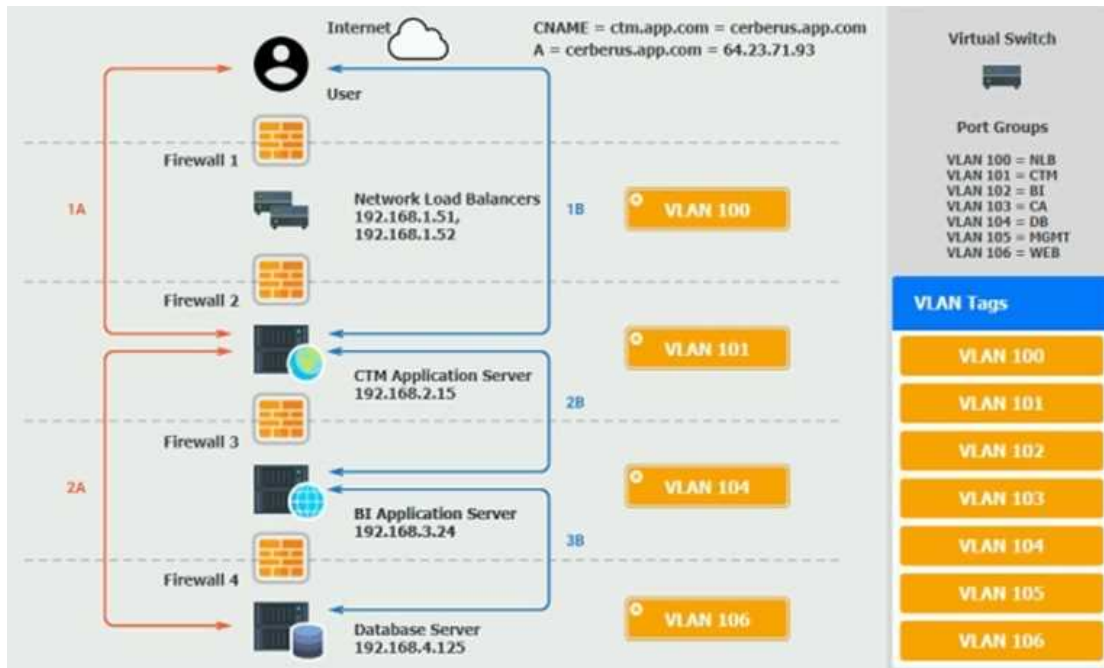 Internet
CNAME = ctm.app.com = cerberus.app.com
A = cerberus.app.com = 64.23.71.93
User
Firewall 1
1A
Network Load Balancers
192.168.1.51,
192.168.1.52
1B
VLAN 100
Firewall 2
CTM Application Server
192.168.2.15
VLAN 101
2B
Firewall 3
2A
BI Application Server
192.168.3.24
VLAN 104
3B
Firewall 4
Database Server
192.168.4.125
VLAN 106
Virtual Switch
Port Groups
VLAN 100 = NLB
VLAN 101 = CTM
VLAN 102 = BI
VLAN 103 = CA
VLAN 104 = DB
VLAN 105 = MGMT
VLAN 106 = WEB
VLAN Tags
VLAN 100
VLAN 101
VLAN 102
VLAN 103
VLAN 104
VLAN 105
VLAN 106